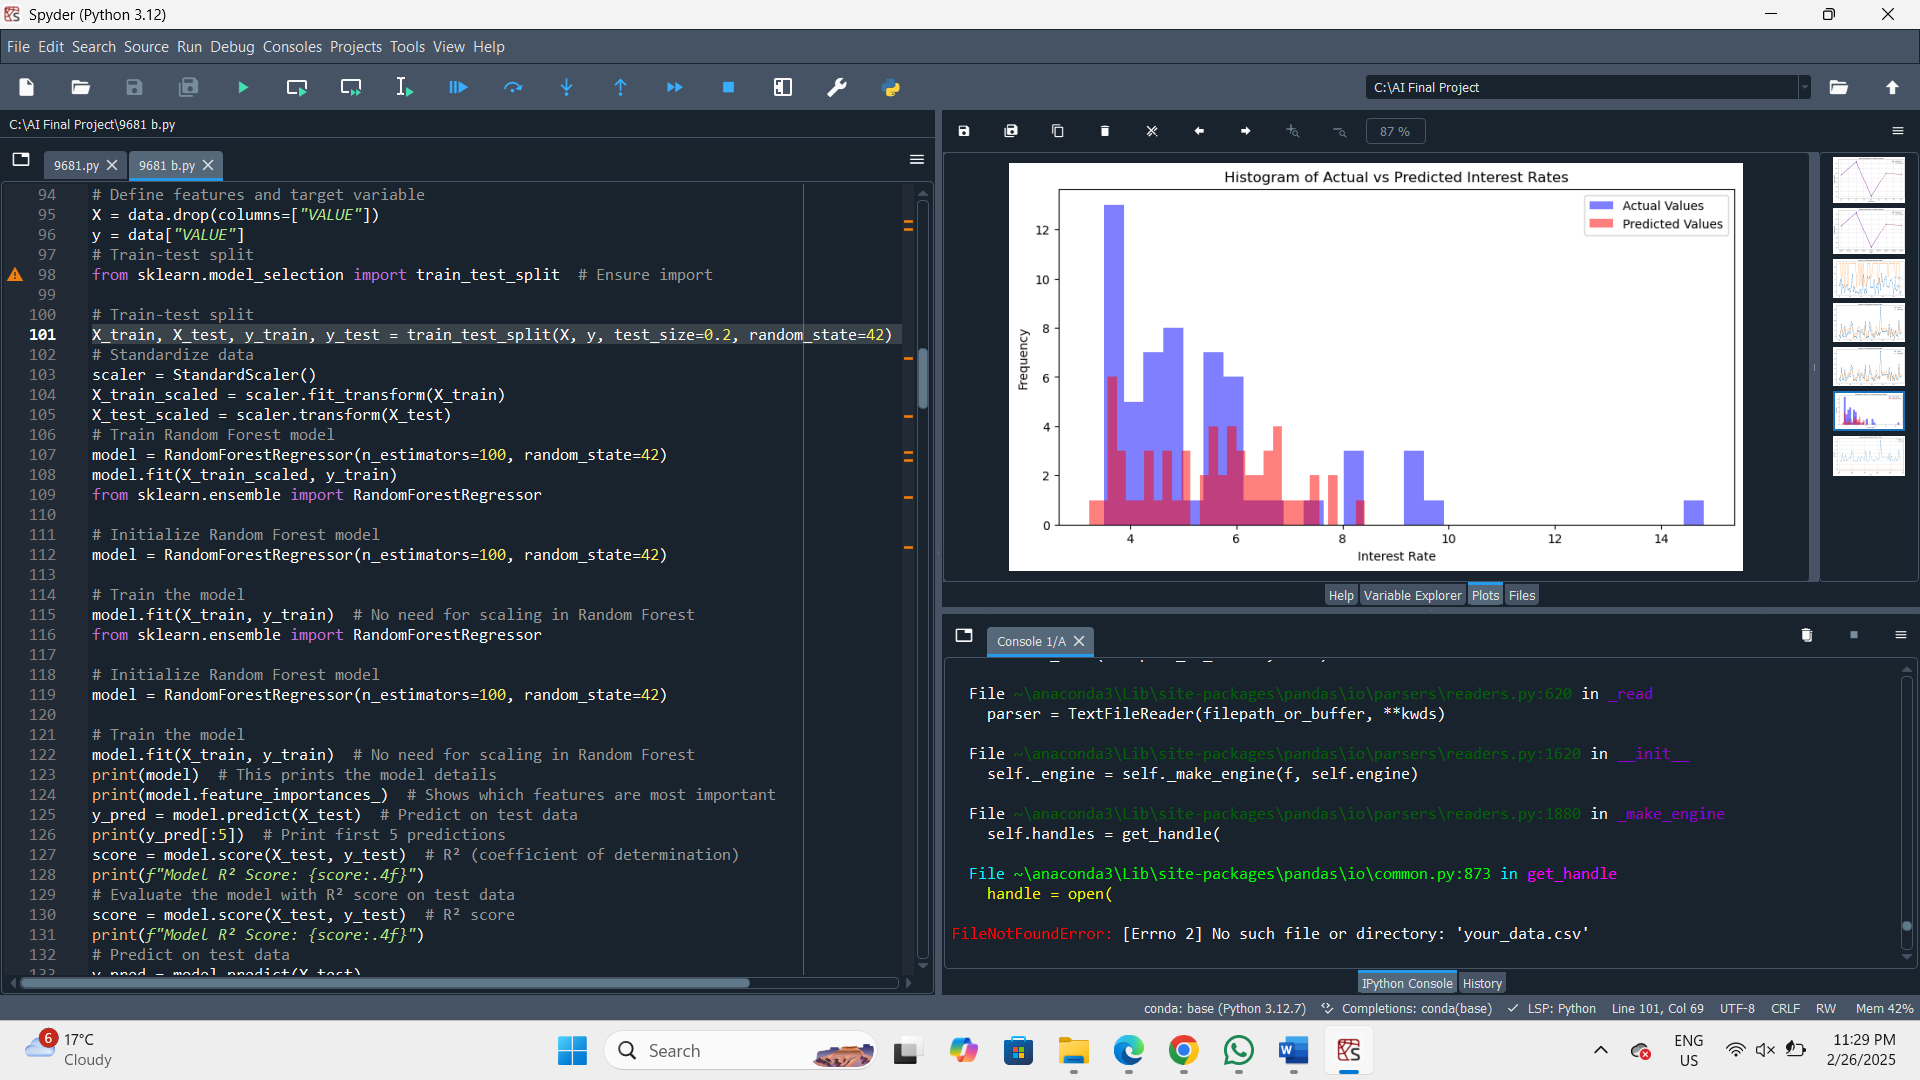 Spyder (Python 3.12)
File Edit Search Source Run Debug Consoles Projects Tools View Help
C:\AI Final Project
C:\AI Final Project\9681 b.py
9681.py
9681 b.py
94 # Define features and target variable
95 X = data.drop(columns=["VALUE"])
96 y = data["VALUE"]
97 # Train-test split
98 from sklearn.model_selection import train_test_split  # Ensure import
99
100 # Train-test split
101 X_train, X_test, y_train, y_test = train_test_split(X, y, test_size=0.2, random_state=42)
102 # Standardize data
103 scaler = StandardScaler()
104 X_train_scaled = scaler.fit_transform(X_train)
105 X_test_scaled = scaler.transform(X_test)
106 # Train Random Forest model
107 model = RandomForestRegressor(n_estimators=100, random_state=42)
108 model.fit(X_train_scaled, y_train)
109 from sklearn.ensemble import RandomForestRegressor
110
111 # Initialize Random Forest model
112 model = RandomForestRegressor(n_estimators=100, random_state=42)
113
114 # Train the model
115 model.fit(X_train, y_train)  # No need for scaling in Random Forest
116 from sklearn.ensemble import RandomForestRegressor
117
118 # Initialize Random Forest model
119 model = RandomForestRegressor(n_estimators=100, random_state=42)
120
121 # Train the model
122 model.fit(X_train, y_train)  # No need for scaling in Random Forest
123 print(model)  # This prints the model details
124 print(model.feature_importances_)  # Shows which features are most important
125 y_pred = model.predict(X_test)  # Predict on test data
126 print(y_pred[:5])  # Print first 5 predictions
127 score = model.score(X_test, y_test)  # R² (coefficient of determination)
128 print(f"Model R² Score: {score:.4f}")
129 # Evaluate the model with R² score on test data
130 score = model.score(X_test, y_test)  # R² score
131 print(f"Model R² Score: {score:.4f}")
132 # Predict on test data
133 y_pred = model.predict(X_test)
87 %
Histogram of Actual vs Predicted Interest Rates
Actual Values
Predicted Values
Frequency
12
10
8
6
4
2
0
4 6 8 10 12 14
Interest Rate
Help Variable Explorer Plots Files
Console 1/A
File ~\anaconda3\Lib\site-packages\pandas\io\parsers\readers.py:620 in _read
parser = TextFileReader(filepath_or_buffer, **kwds)
File ~\anaconda3\Lib\site-packages\pandas\io\parsers\readers.py:1620 in __init__
self._engine = self._make_engine(f, self.engine)
File ~\anaconda3\Lib\site-packages\pandas\io\parsers\readers.py:1880 in _make_engine
self.handles = get_handle(
File ~\anaconda3\Lib\site-packages\pandas\io\common.py:873 in get_handle
handle = open(
FileNotFoundError: [Errno 2] No such file or directory: 'your_data.csv'
IPython Console History
conda: base (Python 3.12.7) Completions: conda(base) LSP: Python Line 101, Col 69 UTF-8 CRLF RW Mem 42%
6
17°C
Cloudy
Search
ENG
US
11:29 PM
2/26/2025